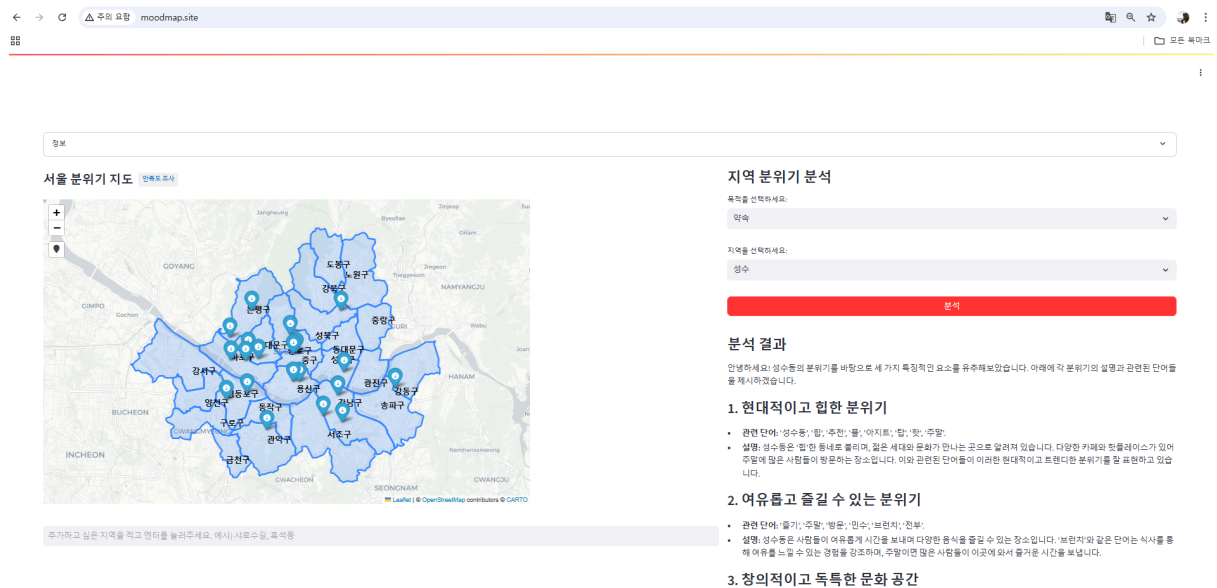 주의 요함 moodmap.site
모든 북마크
정보
서울 분위기 지도 만족도 조사
+
−
Jangheung
Jinjeop
Byeollae
Onam
GOYANG
도봉구
노원구
Jingeon
Toegyewon
강북구
NAMYANGJU
GIMPO
Gochon
은평구
중랑구
GURI
Wabu
성북구
대문구
동대문구
중구
강서구
HANAM
용산구
광진구
강동구
양천구
등포구
강남구
송파구
BUCHEON
동작구
구로구
서초구
관악구
INCHEON
금천구
Namhansanseong
GWACHEON
SEONGNAM
GWANGJU
Leaflet | © OpenStreetMap contributors © CARTO
추가하고 싶은 지역을 적고 엔터를 눌러주세요. 예시) 샤로수길, 흑석동
지역 분위기 분석
목적을 선택하세요:
약속
지역을 선택하세요:
성수
분석
분석 결과
안녕하세요! 성수동의 분위기를 바탕으로 세 가지 특징적인 요소를 유추해보았습니다. 아래에 각 분위기의 설명과 관련된 단어들
을 제시하겠습니다.
1. 현대적이고 힙한 분위기
• 관련 단어: '성수동', '힙', '추천', '몰', '아지트', '탑', '핫', '주말'.
• 설명: 성수동은 '힙'한 동네로 불리며, 젊은 세대와 문화가 만나는 곳으로 알려져 있습니다. 다양한 카페와 핫플레이스가 있어
주말에 많은 사람들이 방문하는 장소입니다. 이와 관련된 단어들이 이러한 현대적이고 트렌디한 분위기를 잘 표현하고 있습
니다.
2. 여유롭고 즐길 수 있는 분위기
• 관련 단어: '즐기', '주말', '방문', '민수', '브런치', '전부'.
• 설명: 성수동은 사람들이 여유롭게 시간을 보내며 다양한 음식을 즐길 수 있는 장소입니다. '브런치'와 같은 단어는 식사를 통
해 여유를 느낄 수 있는 경험을 강조하며, 주말이면 많은 사람들이 이곳에 와서 즐거운 시간을 보냅니다.
3. 창의적이고 독특한 문화 공간